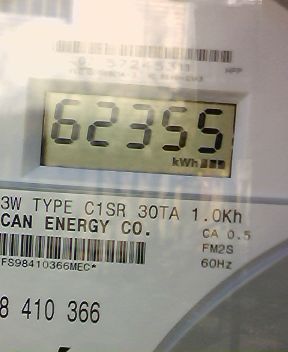 62355
kWh
3W TYPE C1SR 30TA 1.0Kh
CAN ENERGY CO.
CA 0.5
FM2S
60Hz
FS98410366MEC*
8 410 366